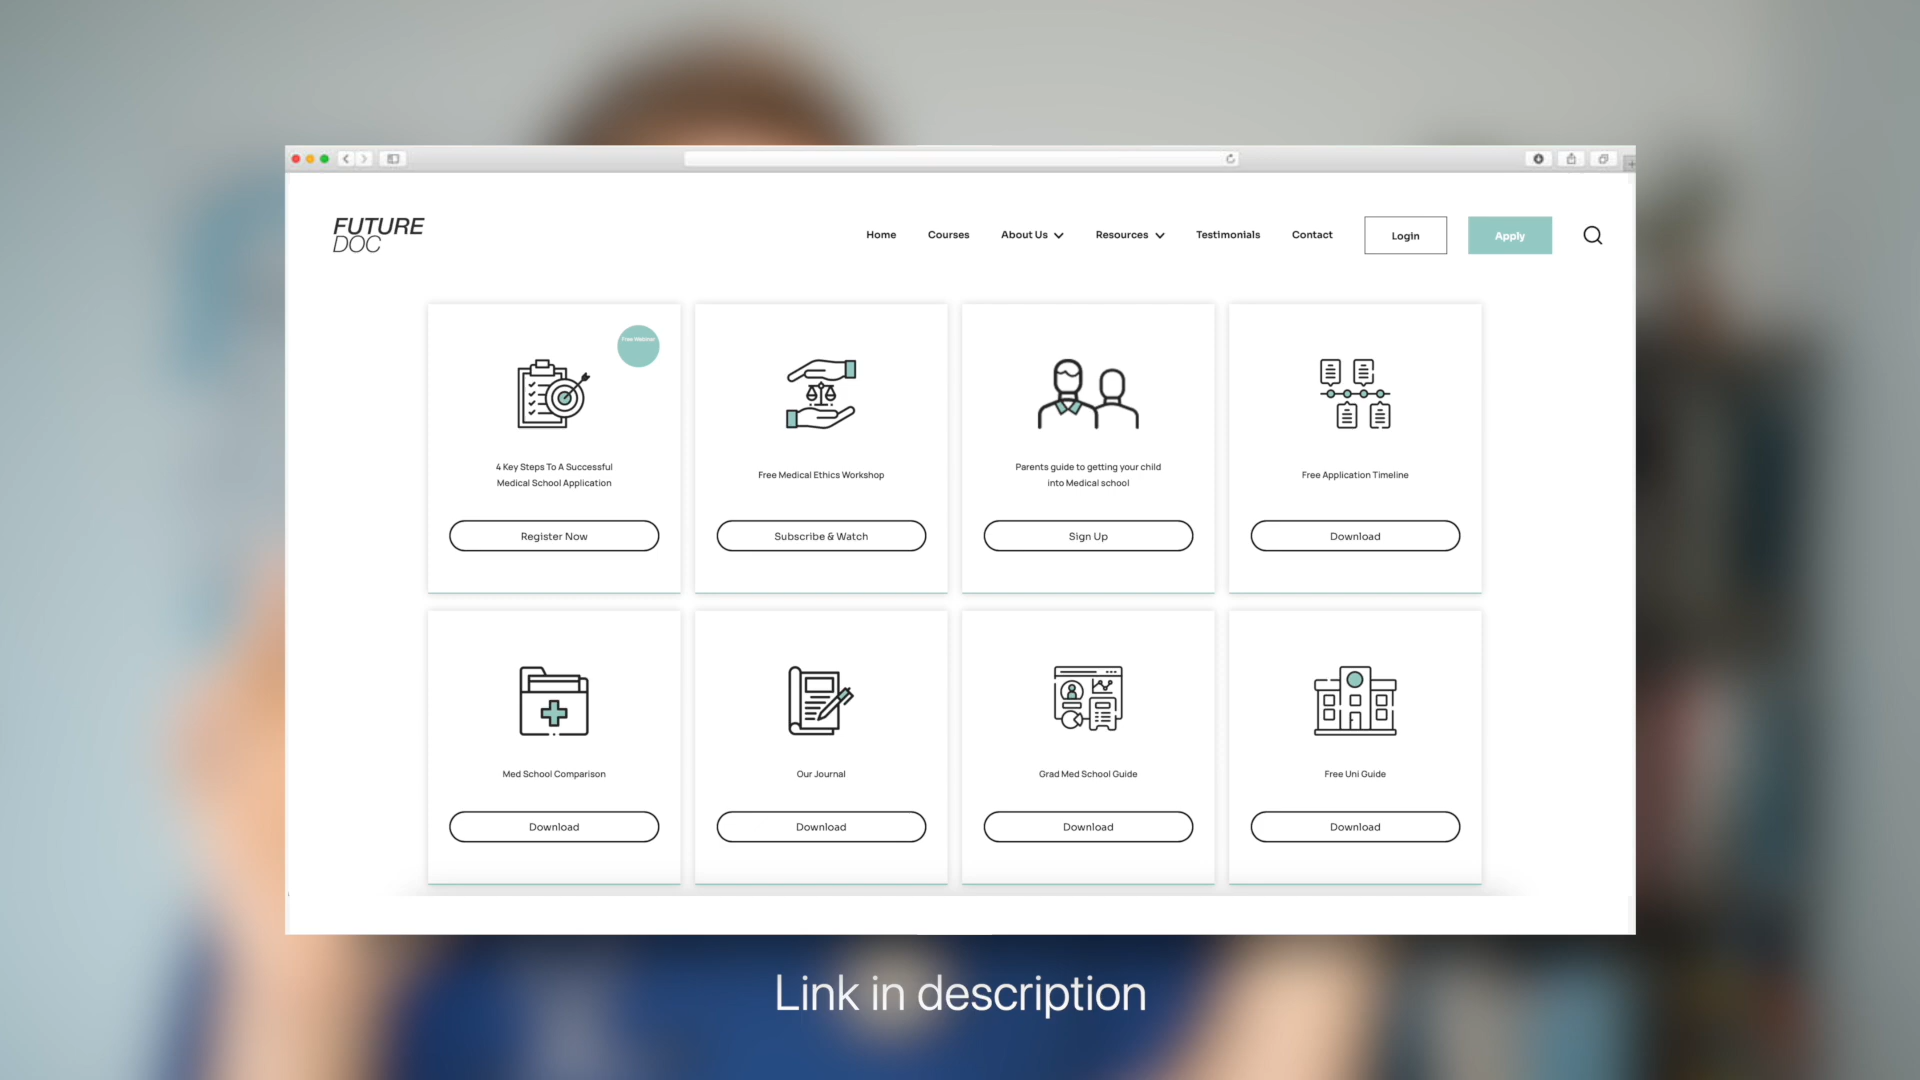 FUTURE
DOC
Home
Courses
About Us
Resources
Testimonials
Contact
Login
Apply
Free Webinar
4 Key Steps To A Successful
Medical School Application
Register Now
Free Medical Ethics Workshop
Subscribe & Watch
Parents guide to getting your child
into Medical school
Sign Up
Free Application Timeline
Download
Med School Comparison
Download
Our Journal
Download
Grad Med School Guide
Download
Free Uni Guide
Download
Link in description